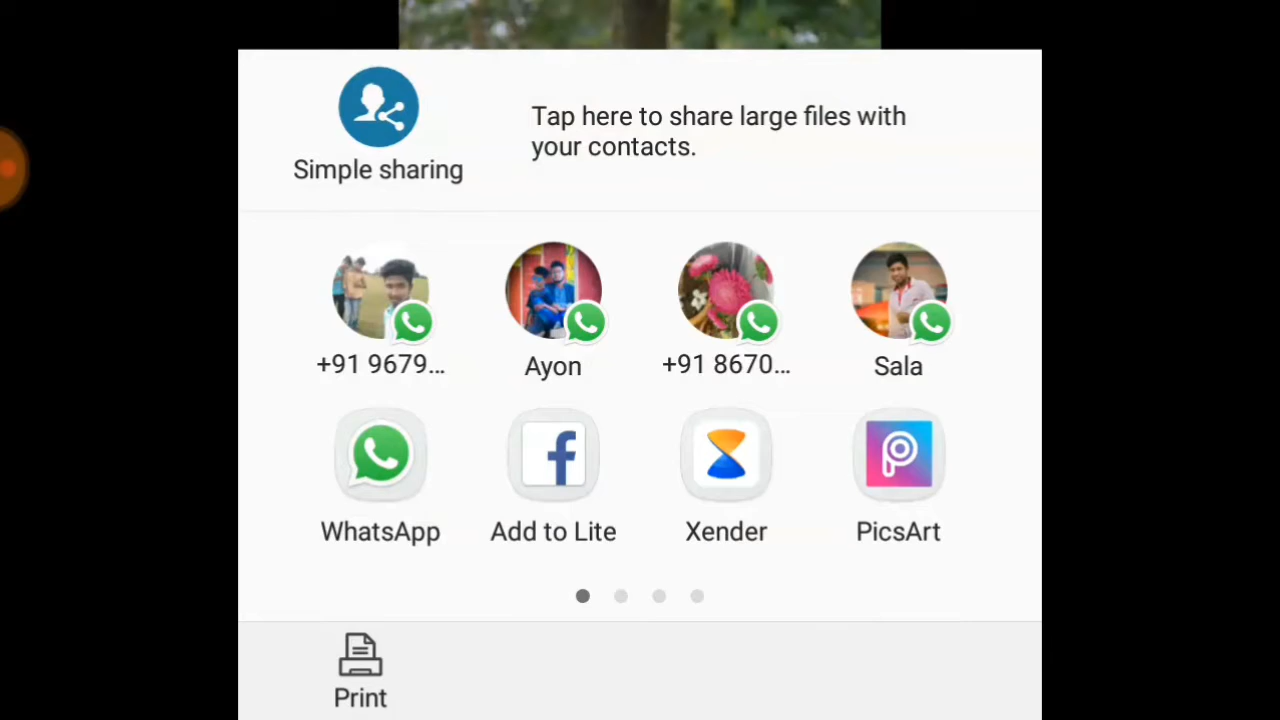 Simple sharing
Tap here to share large files with
your contacts.
+91 9679...
Ayon
+91 8670...
Sala
WhatsApp
Add to Lite
Xender
PicsArt
Print